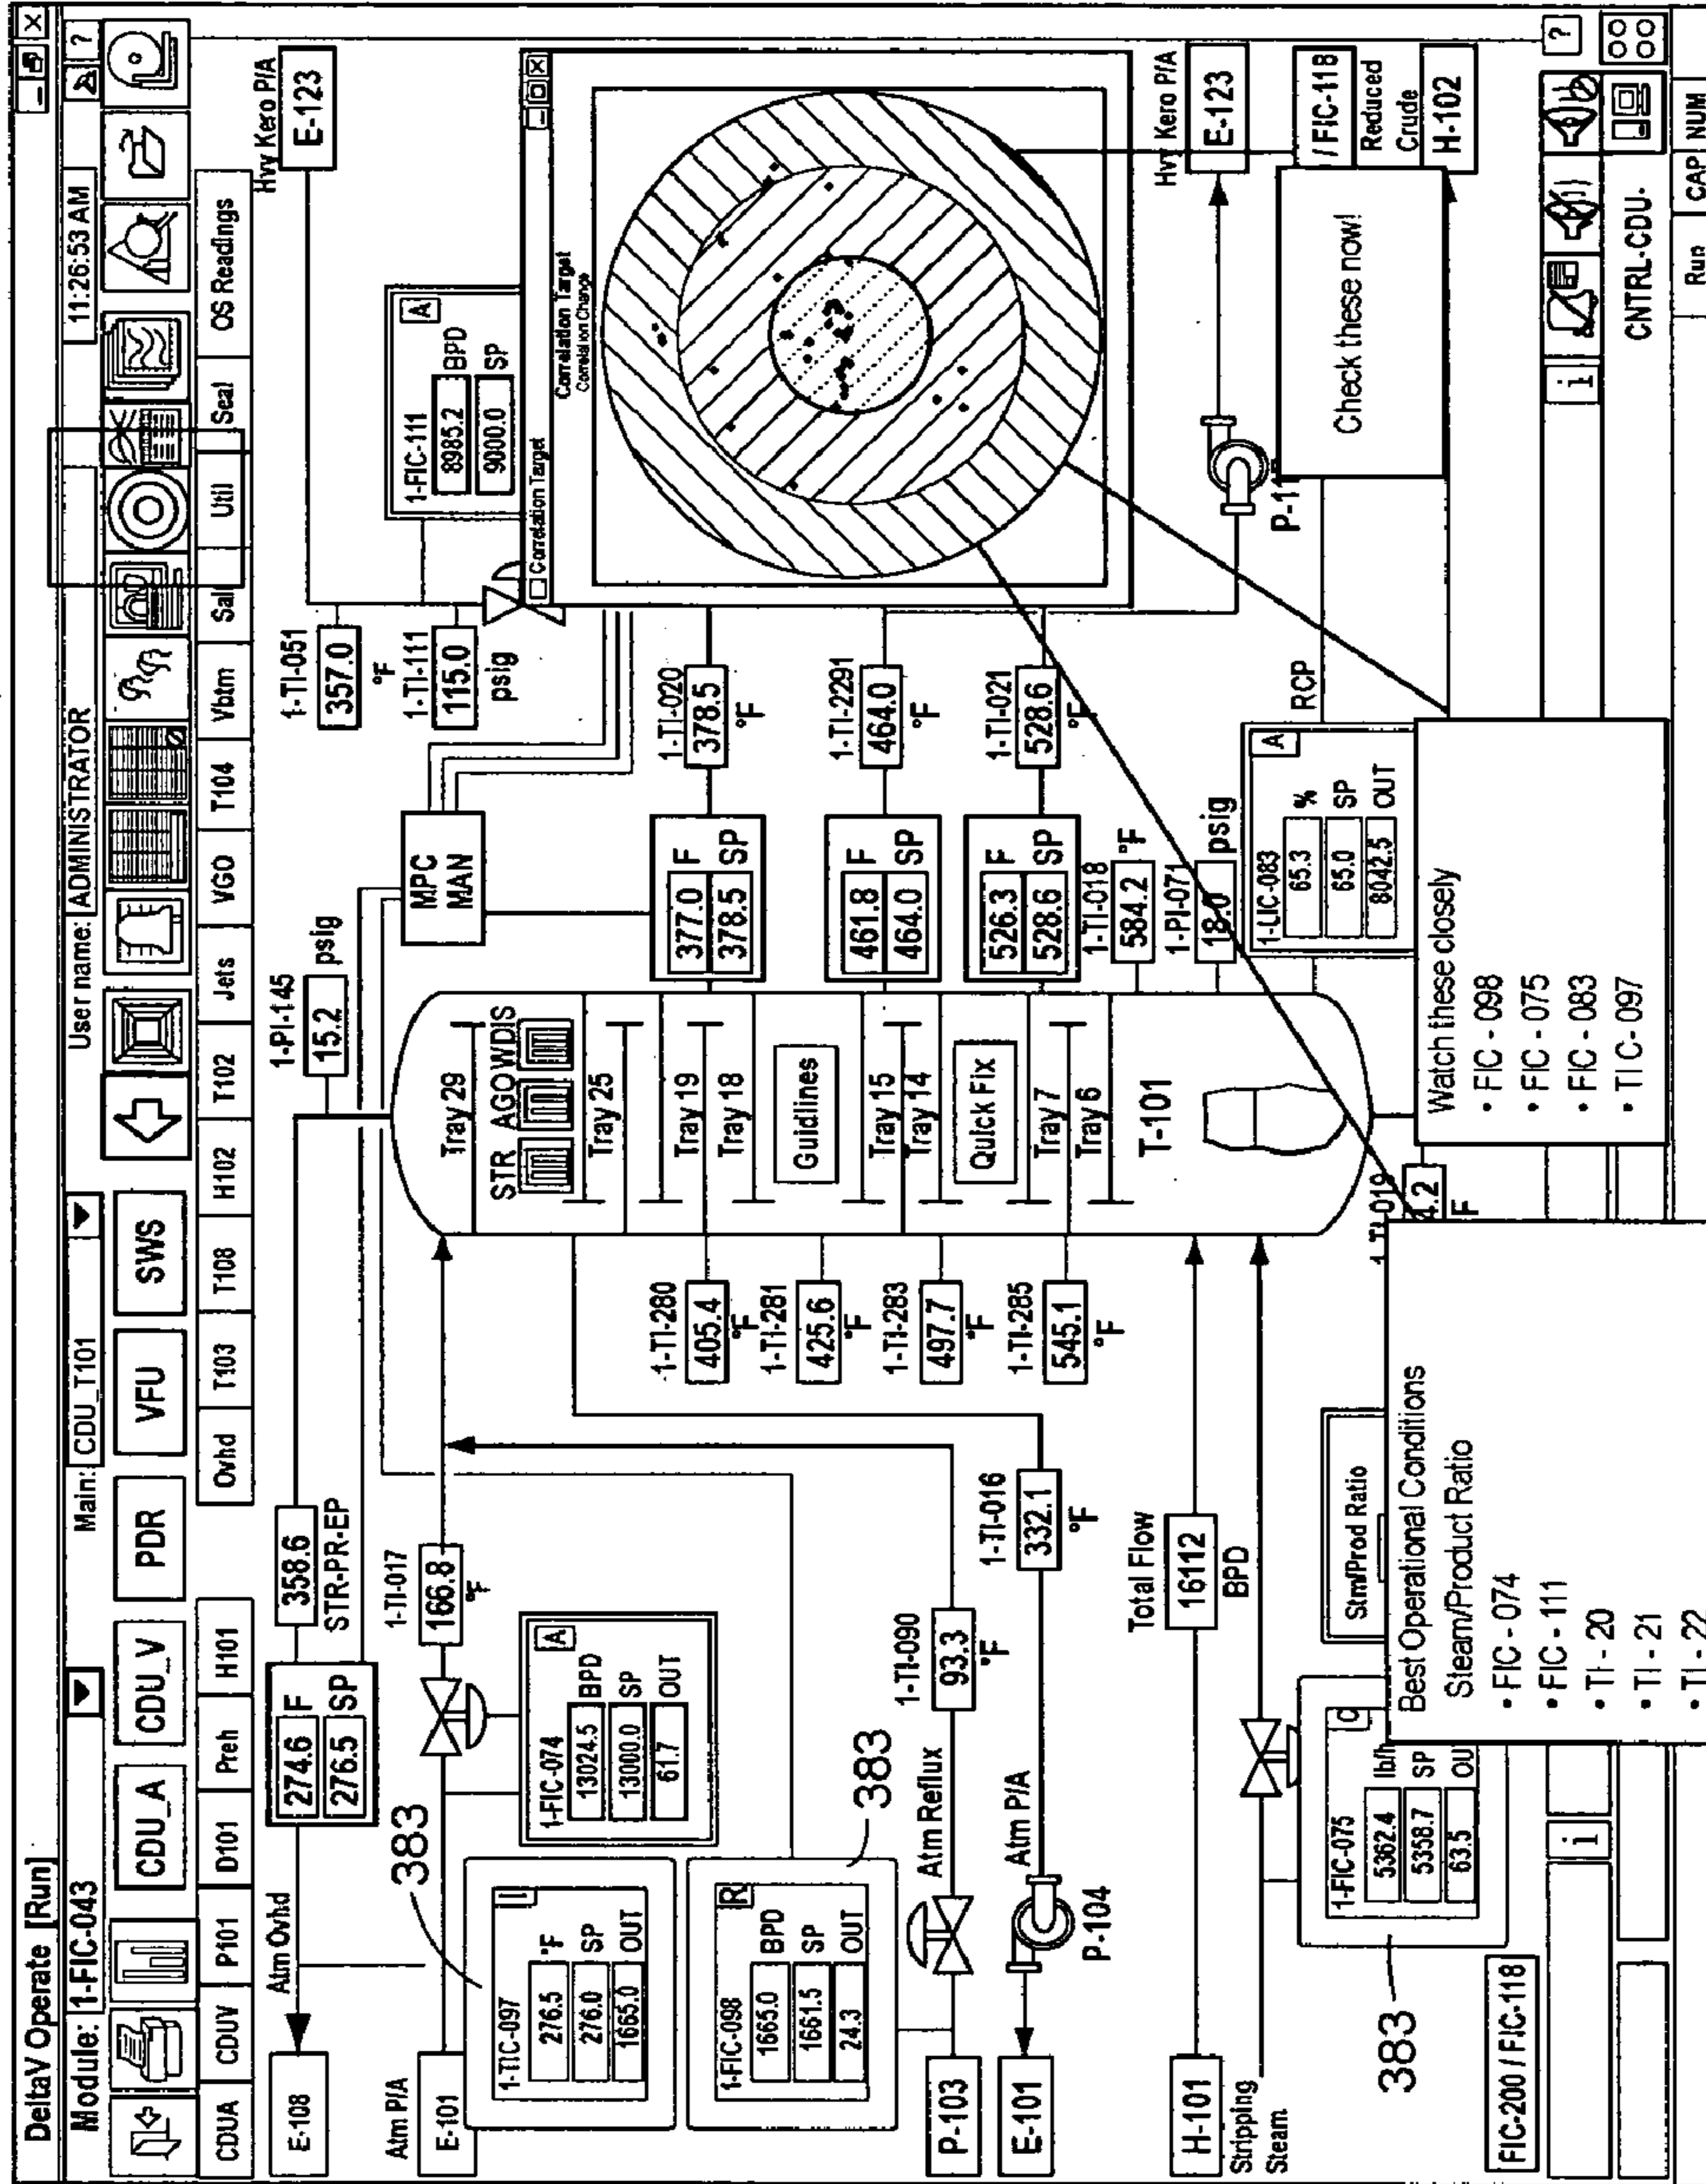 DeltaV Operate [Run]
Module: 1-FIC-043
Main: CDU_T101
User name: ADMINISTRATOR
11:26:53 AM
?
CDU_A
CDU_V
PDR
VFU
SWS
CDUA
CDUV
P101
D101
Preh
H101
Ovhd
T103
T108
H102
T102
Jets
VGO
T104
Vbtm
Salt
Util
Seal
OS Readings
E-108
Atm Ovhd
274.6 F
276.5 SP
358.6
STR-PR-EP
1-PI-145
15.2
psig
1-TI-051
357.0
°F
Hvy Kero P/A
E-123
Atm P/A
E-101
383
1-TI-017
166.8
°F
MPC
MAN
1-TI-111
115.0
psig
1-FIC-111
A
8985.2 BPD
9000.0 SP
1-TIC-097
276.5 °F
276.0 SP
1665.0 OUT
1-FIC-074
A
13024.5 BPD
13000.0 SP
61.7 OUT
Tray 29
STR AGOWDIS
Tray 25
Tray 19
Tray 18
Guidlines
Tray 15
Tray 14
Quick Fix
Tray 7
Tray 6
T-101
Correlation Target
Correlation Target
Correlation Change
1-FIC-098
R
1665.0 BPD
1661.5 SP
24.3 OUT
383
1-TI-280
405.4
°F
1-TI-281
425.6
°F
1-TI-283
497.7
°F
1-TI-285
545.1
°F
377.0 F
378.5 SP
1-TI-020
378.5
°F
461.8 F
464.0 SP
1-TI-2291
464.0
°F
526.3 F
528.6 SP
1-TI-021
528.6
°F
P-103
Atm Reflux
1-TI-090
93.3
°F
E-101
Atm P/A
P-104
1-TI-016
332.1
°F
1-TI-018
584.2
°F
1-PI-071
18.0
psig
Hvy Kero P/A
E-123
P-11
H-101
Total Flow
16112
BPD
Stripping
Steam
1-LIC-083
A
65.3 %
65.0 SP
8042.5 OUT
RCP
/ FIC-118
Reduced
Crude
H-102
Check these now!
383
1-FIC-075
C
5362.4 lb/h
5358.7 SP
63.5 OU
Stm/Prod Ratio
1-TI-019
4.2
F
FIC-200 / FIC-118
Best Operational Conditions
Steam/Product Ratio
• FIC - 074
• FIC - 111
• TI - 20
• TI - 21
• TI - 22
Watch these closely
• FIC - 098
• FIC - 075
• FIC - 083
• TIC - 097
i
i
?
CNTRL-CDU-
Run
CAP
NUM